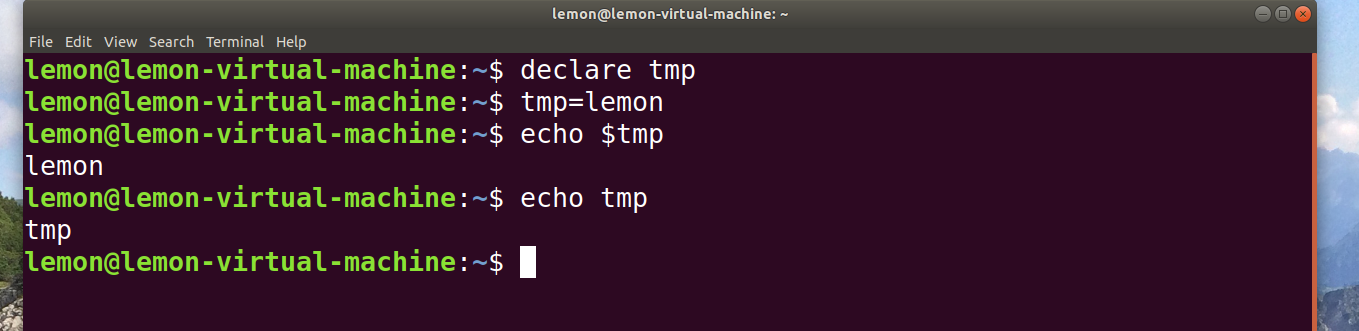 lemon@lemon-virtual-machine: ~
File Edit View Search Terminal Help
lemon@lemon-virtual-machine:~$ declare tmp
lemon@lemon-virtual-machine:~$ tmp=lemon
lemon@lemon-virtual-machine:~$ echo $tmp
lemon
lemon@lemon-virtual-machine:~$ echo tmp
tmp
lemon@lemon-virtual-machine:~$